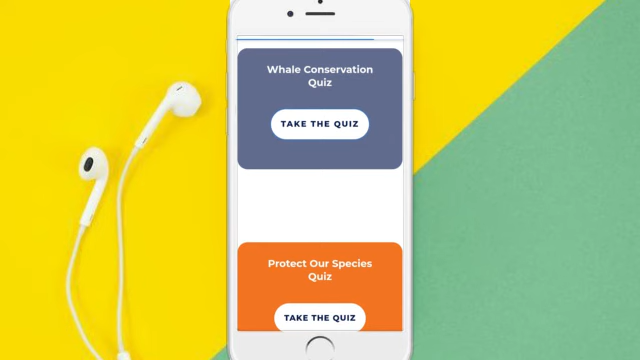 Whale Conservation
Quiz
TAKE THE QUIZ
Protect Our Species
Quiz
TAKE THE QUIZ